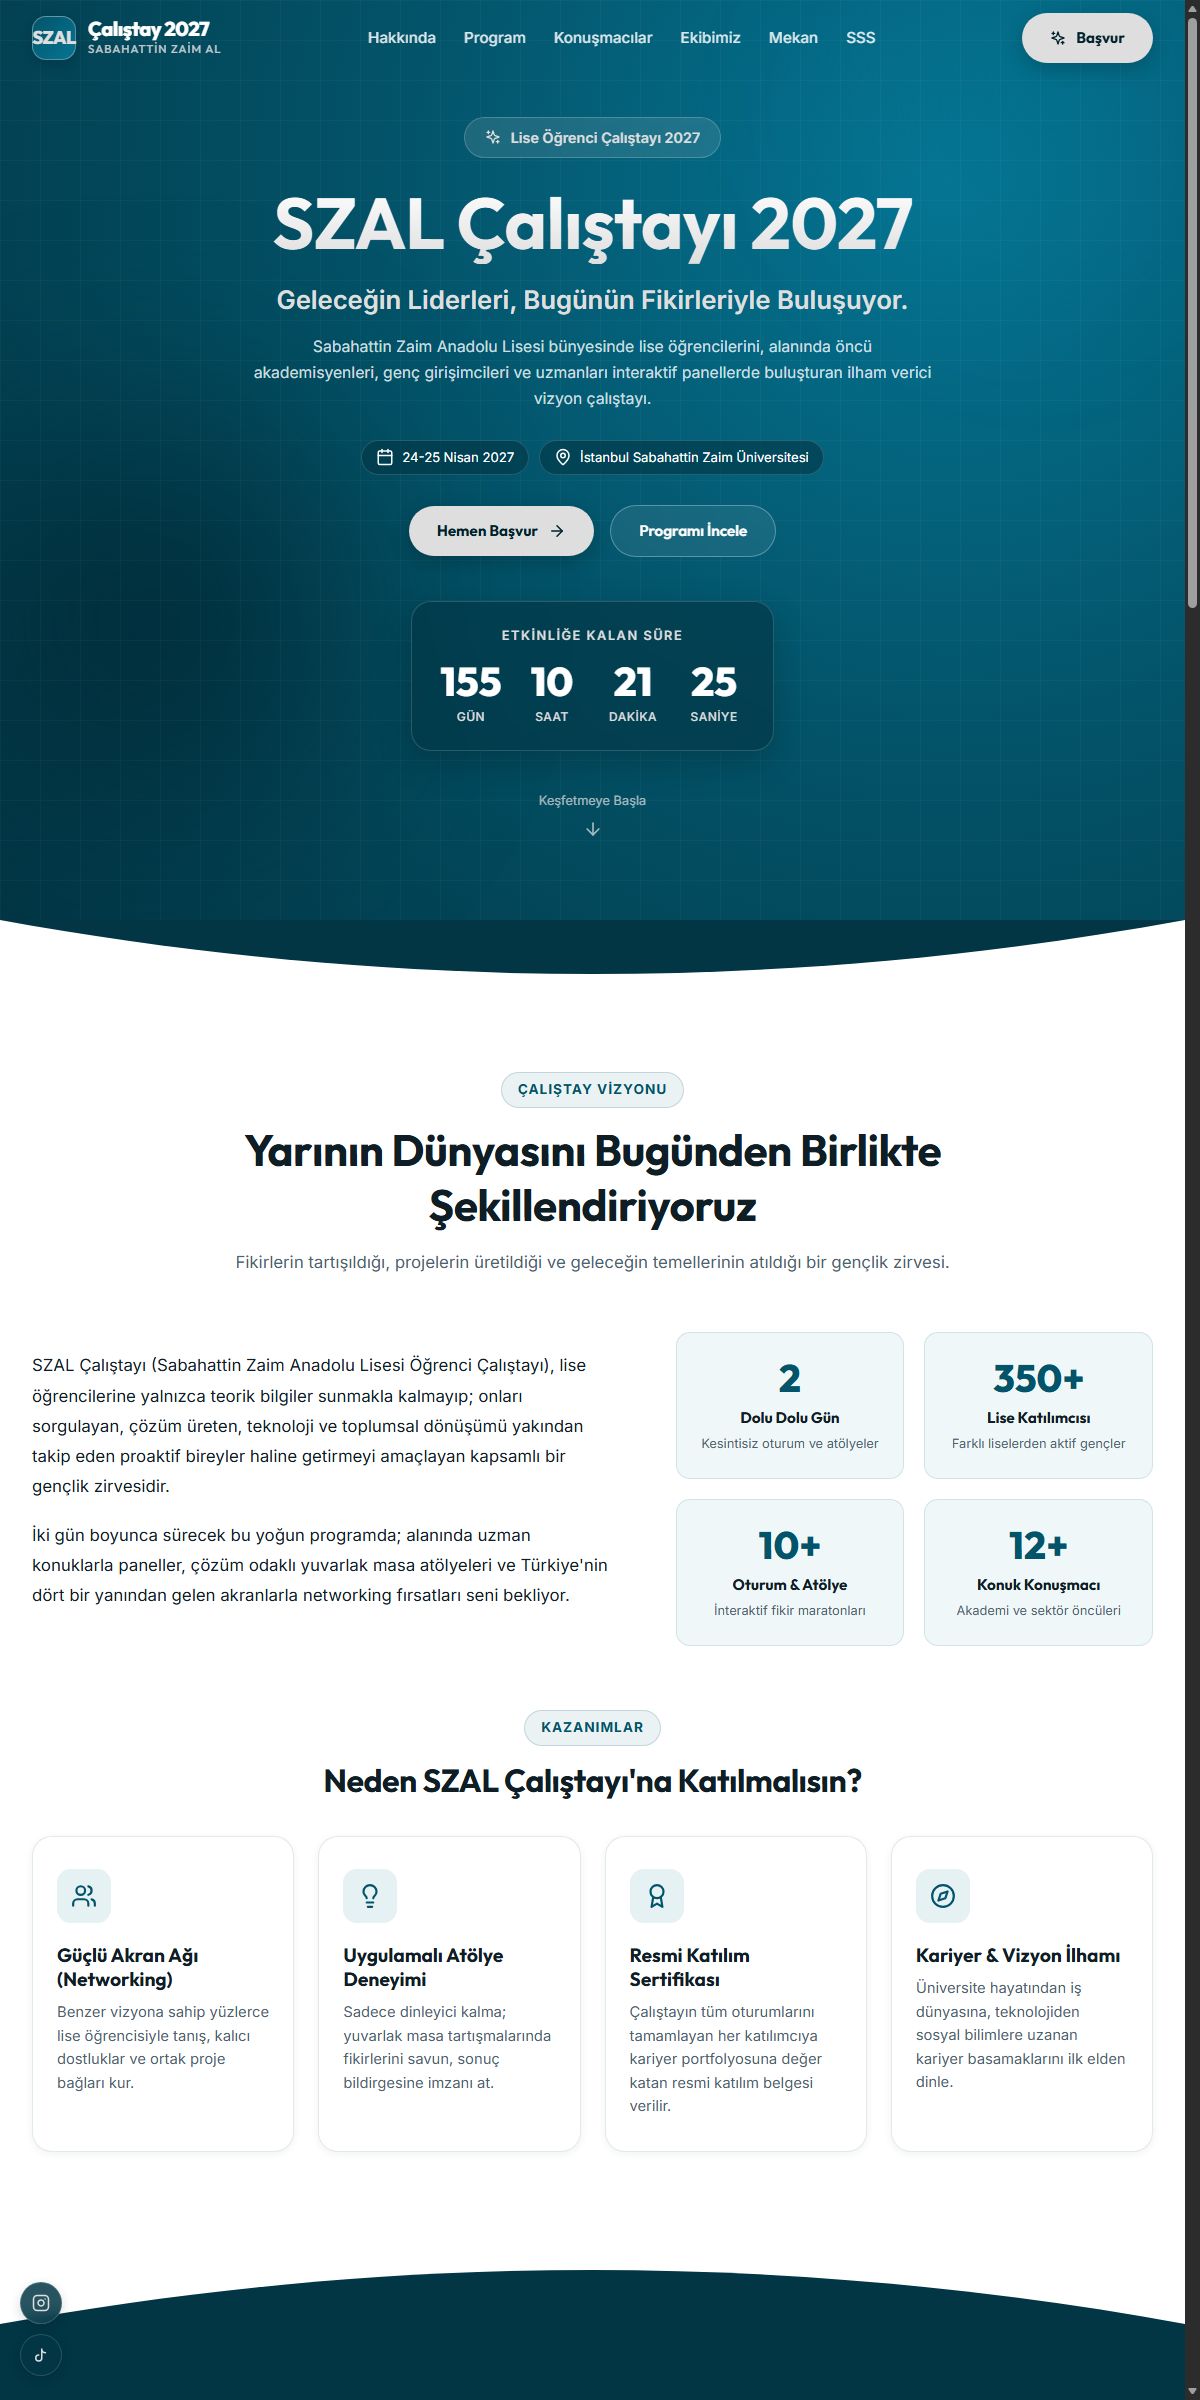 SZAL
Çalıştay 2027
SABAHATTİN ZAİM AL
Hakkında
Program
Konuşmacılar
Ekibimiz
Mekan
SSS
Başvur
Lise Öğrenci Çalıştayı 2027
SZAL Çalıştayı 2027
Geleceğin Liderleri, Bugünün Fikirleriyle Buluşuyor.
Sabahattin Zaim Anadolu Lisesi bünyesinde lise öğrencilerini, alanında öncü
akademisyenleri, genç girişimcileri ve uzmanları interaktif panellerde buluşturan ilham verici
vizyon çalıştayı.
24-25 Nisan 2027
İstanbul Sabahattin Zaim Üniversitesi
Hemen Başvur
Programı İncele
ETKİNLİĞE KALAN SÜRE
155
10
21
25
GÜN
SAAT
DAKİKA
SANİYE
Keşfetmeye Başla
ÇALIŞTAY VİZYONU
Yarının Dünyasını Bugünden Birlikte
Şekillendiriyoruz
Fikirlerin tartışıldığı, projelerin üretildiği ve geleceğin temellerinin atıldığı bir gençlik zirvesi.
SZAL Çalıştayı (Sabahattin Zaim Anadolu Lisesi Öğrenci Çalıştayı), lise
öğrencilerine yalnızca teorik bilgiler sunmakla kalmayıp; onları
sorgulayan, çözüm üreten, teknoloji ve toplumsal dönüşümü yakından
takip eden proaktif bireyler haline getirmeyi amaçlayan kapsamlı bir
gençlik zirvesidir.
İki gün boyunca sürecek bu yoğun programda; alanında uzman
konuklarla paneller, çözüm odaklı yuvarlak masa atölyeleri ve Türkiye'nin
dört bir yanından gelen akranlarla networking fırsatları seni bekliyor.
2
Dolu Dolu Gün
Kesintisiz oturum ve atölyeler
350+
Lise Katılımcısı
Farklı liselerden aktif gençler
10+
Oturum & Atölye
İnteraktif fikir maratonları
12+
Konuk Konuşmacı
Akademi ve sektör öncüleri
KAZANIMLAR
Neden SZAL Çalıştayı'na Katılmalısın?
Güçlü Akran Ağı
(Networking)
Benzer vizyona sahip yüzlerce
lise öğrencisiyle tanış, kalıcı
dostluklar ve ortak proje
bağları kur.
Uygulamalı Atölye
Deneyimi
Sadece dinleyici kalma;
yuvarlak masa tartışmalarında
fikirlerini savun, sonuç
bildirgesine imzanı at.
Resmi Katılım
Sertifikası
Çalıştayın tüm oturumlarını
tamamlayan her katılımcıya
kariyer portfolyosuna değer
katan resmi katılım belgesi
verilir.
Kariyer & Vizyon İlhamı
Üniversite hayatından iş
dünyasına, teknolojiden
sosyal bilimlere uzanan
kariyer basamaklarını ilk elden
dinle.